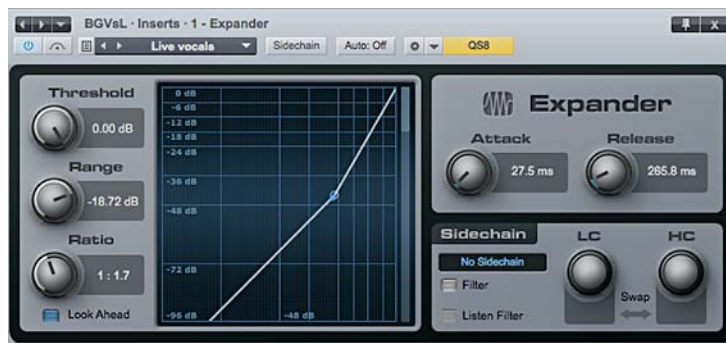 BGVsL · Inserts · 1 - Expander
X
Live vocals
Sidechain
Auto: Off
QS8
Threshold
0.00 dB
Range
-18.72 dB
Ratio
1 : 1.7
Look Ahead
0 dB
-6 dB
-12 dB
-18 dB
-24 dB
-36 dB
-48 dB
-72 dB
-96 dB
-48 dB
Expander
Attack
27.5 ms
Release
265.8 ms
Sidechain
No Sidechain
Filter
Listen Filter
LC
HC
Swap